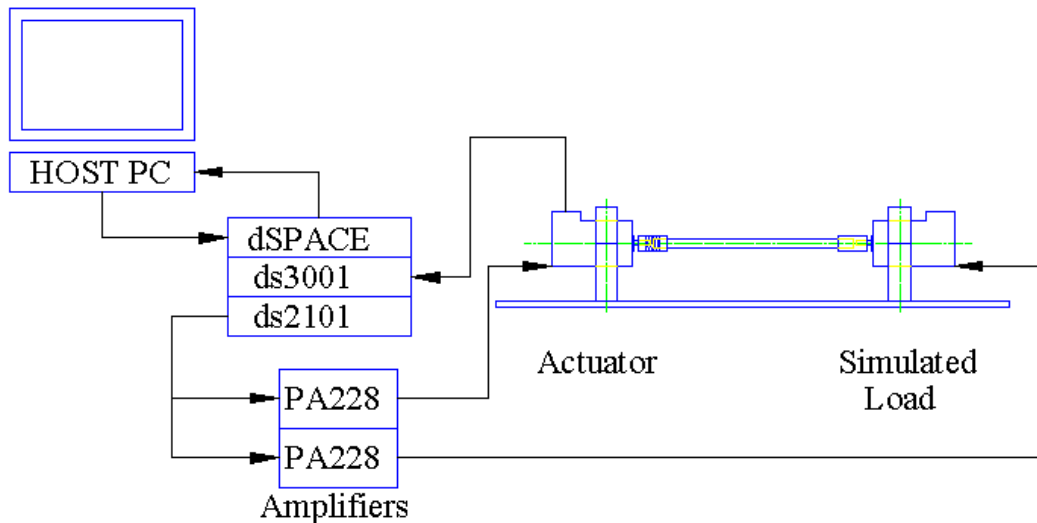 HOST PC
dSPACE
ds3001
ds2101
PA228
PA228
Amplifiers
Actuator
Simulated
Load